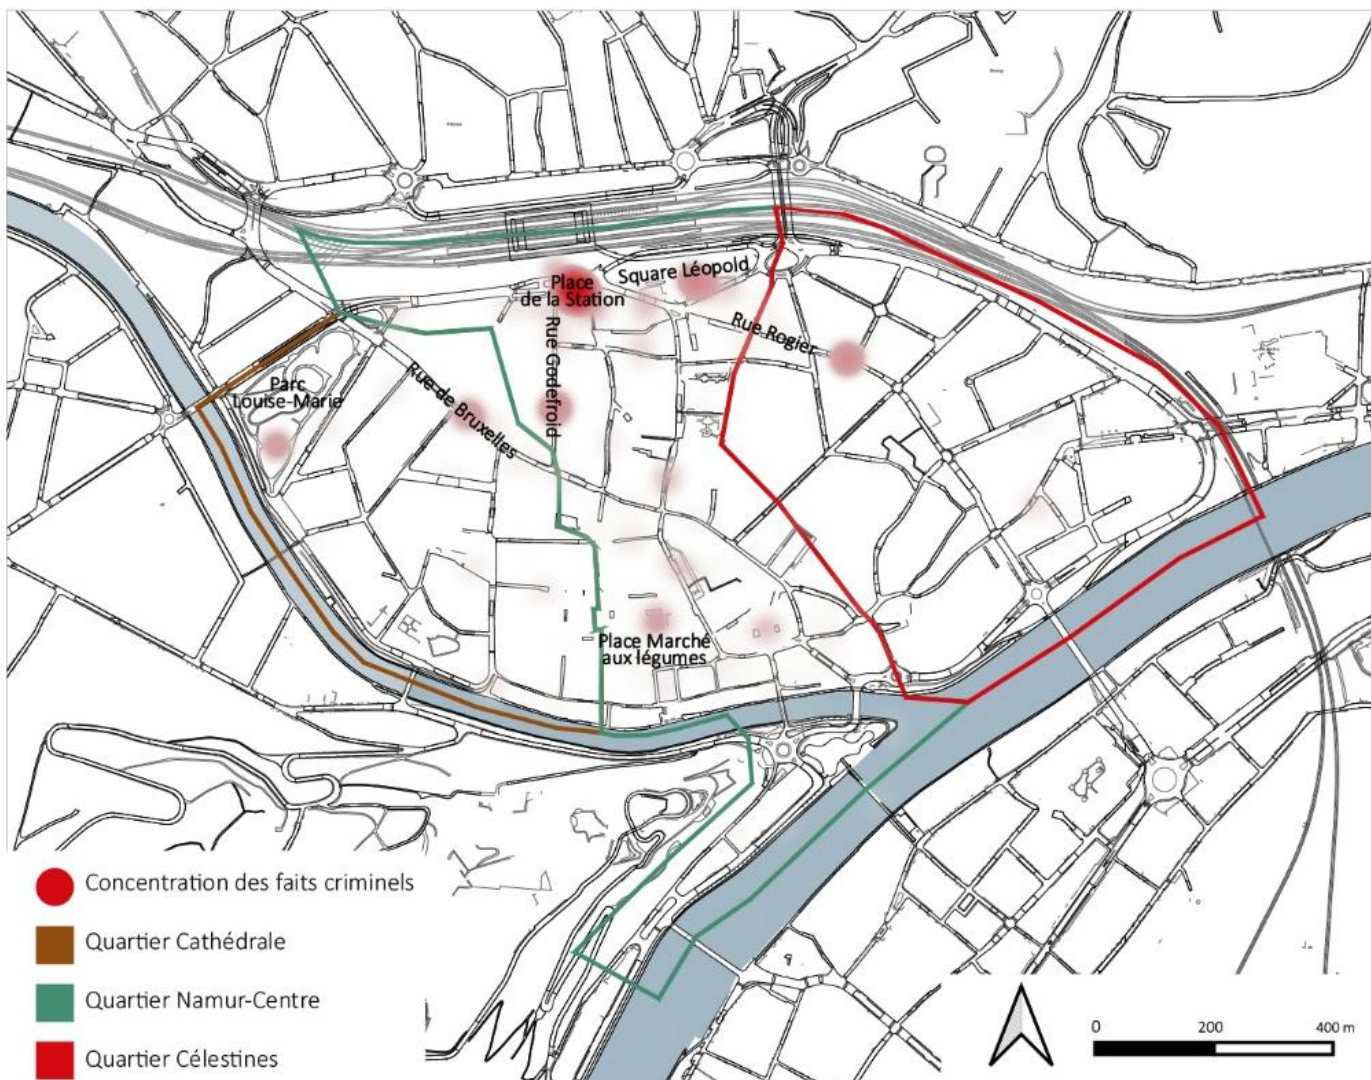 Place
de la Station
Square Léopold
Rue Rogier
Rue Godefroid
Parc
Louise-Marie
Rue de Bruxelles
Place Marché
aux légumes
Concentration des faits criminels
Quartier Cathédrale
Quartier Namur-Centre
Quartier Célestines
0 200 400 m